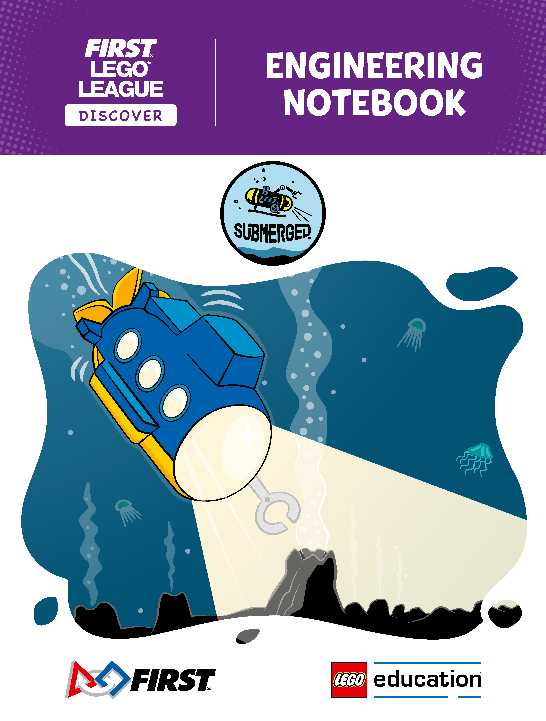 FIRST
LEGO
LEAGUE
DISCOVER
ENGINEERING
NOTEBOOK
SUBMERGED
FIRST
LEGO education